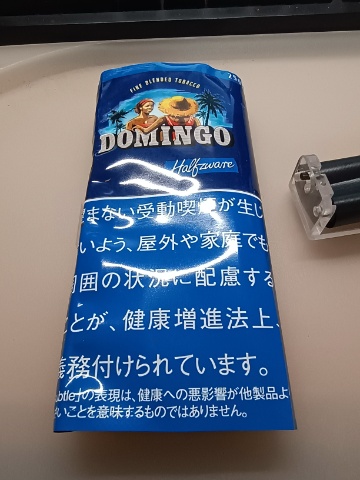 FINE BLENDED TOBACCO
DOMINGO
Halfzware
まない受動喫煙が生じ
いよう、屋外や家庭でも
囲の状況に配慮する
とが、健康増進法上、
義務付けられています。
の表現は、健康への悪影響が他製品よ
いことを意味するものではありません。